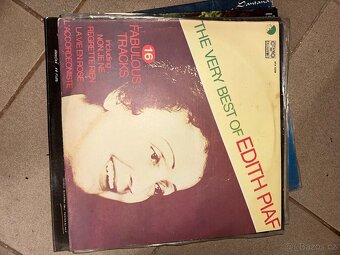 THE VERY BEST OF EDITH PIAF
16
FABULOUS
TRACKS
including
NON JE NE
REGRETTE RIEN
LA VIE EN ROSE
L'ACCORDEONISTE
Santana